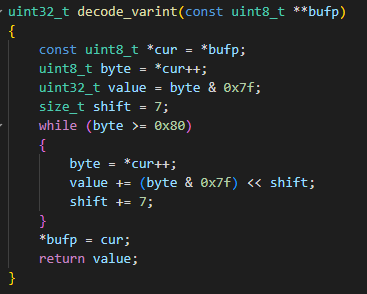 uint32_t decode_varint(const uint8_t **bufp)
{
    const uint8_t *cur = *bufp;
    uint8_t byte = *cur++;
    uint32_t value = byte & 0x7f;
    size_t shift = 7;
    while (byte >= 0x80)
    {
        byte = *cur++;
        value += (byte & 0x7f) << shift;
        shift += 7;
    }
    *bufp = cur;
    return value;
}